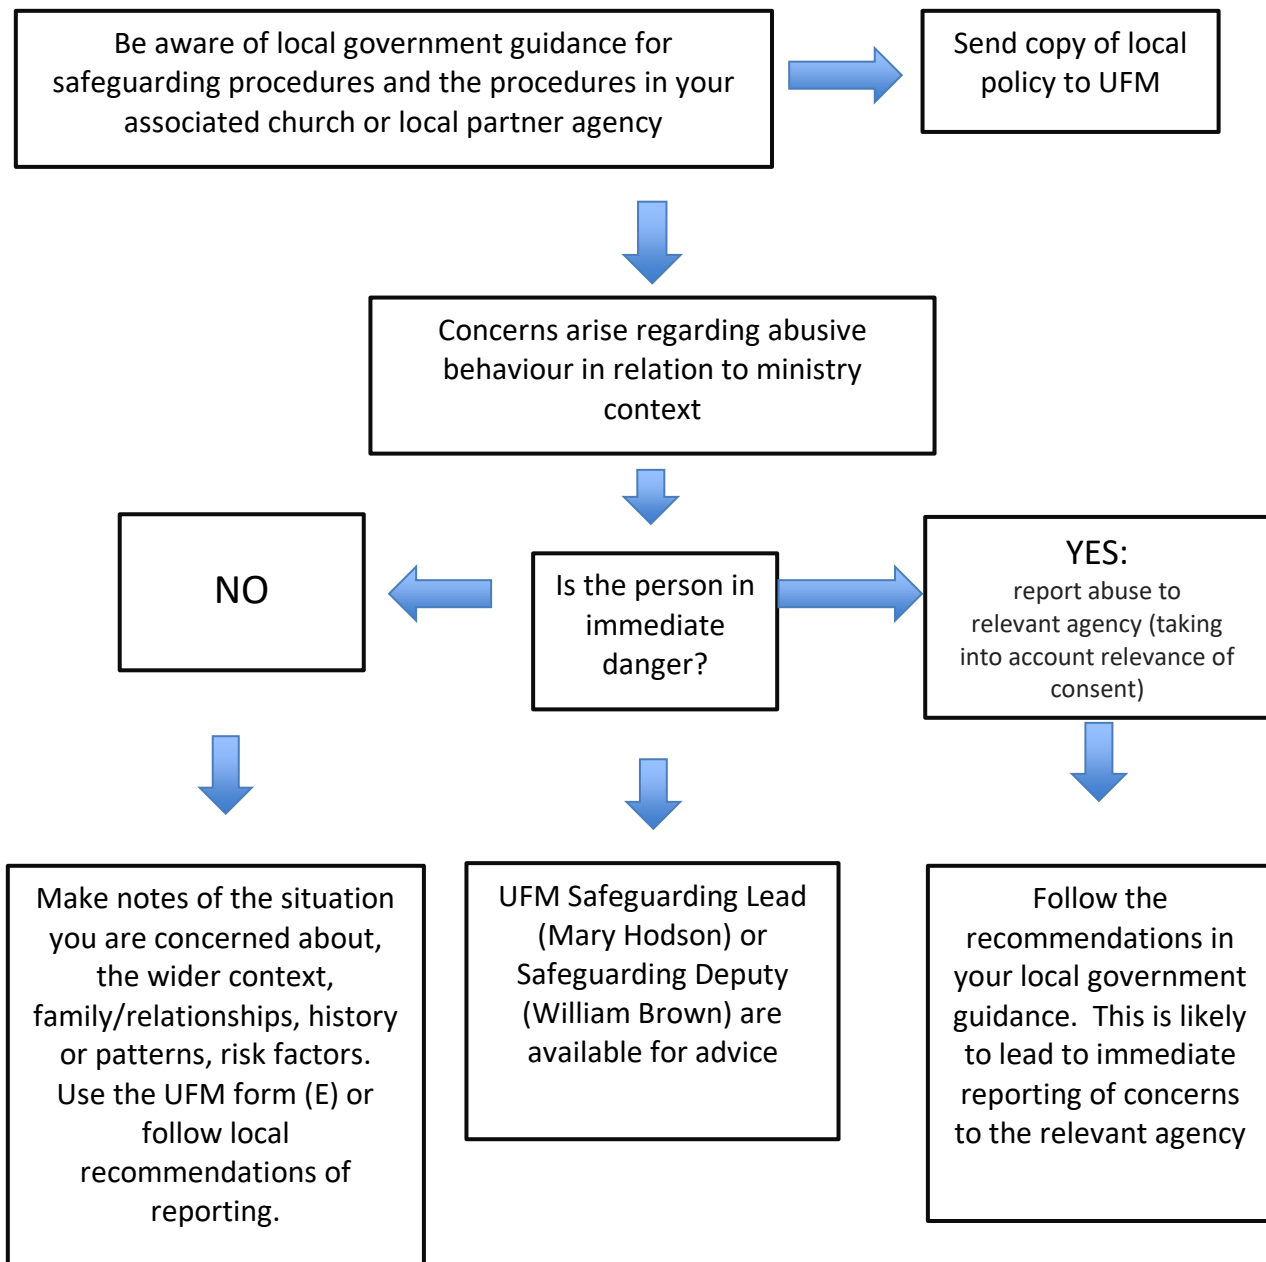 Be aware of local government guidance for
safeguarding procedures and the procedures in your
associated church or local partner agency
Send copy of local
policy to UFM
Concerns arise regarding abusive
behaviour in relation to ministry
context
NO
Is the person in
immediate
danger?
YES:
report abuse to
relevant agency (taking
into account relevance of
consent)
Make notes of the situation
you are concerned about,
the wider context,
family/relationships, history
or patterns, risk factors.
Use the UFM form (E) or
follow local
recommendations of
reporting.
UFM Safeguarding Lead
(Mary Hodson) or
Safeguarding Deputy
(William Brown) are
available for advice
Follow the
recommendations in
your local government
guidance.  This is likely
to lead to immediate
reporting of concerns
to the relevant agency